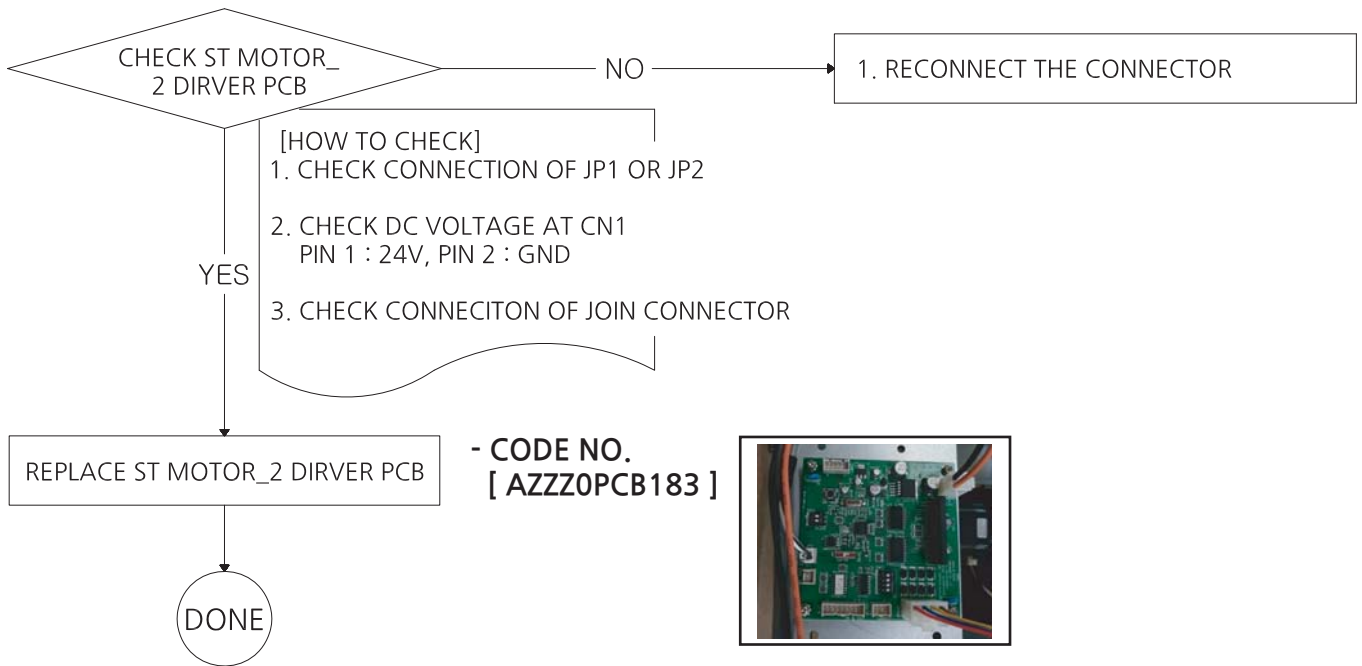 CHECK ST MOTOR_
2 DIRVER PCB
NO
1. RECONNECT THE CONNECTOR
[HOW TO CHECK]
1. CHECK CONNECTION OF JP1 OR JP2
2. CHECK DC VOLTAGE AT CN1
PIN 1 : 24V, PIN 2 : GND
3. CHECK CONNECITON OF JOIN CONNECTOR
YES
REPLACE ST MOTOR_2 DIRVER PCB
- CODE NO.
[ AZZZ0PCB183 ]
DONE